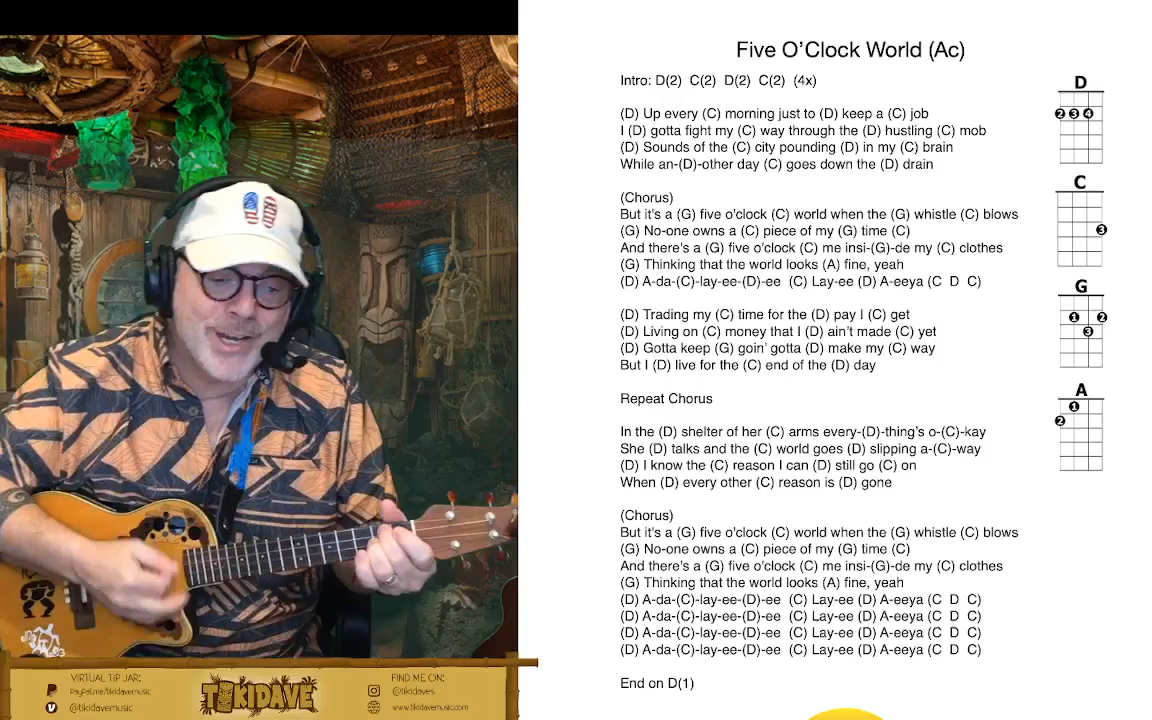 Five O'Clock World (Ac)
Intro: D(2)  C(2)  D(2)  C(2)  (4x)
(D) Up every (C) morning just to (D) keep a (C) job
I (D) gotta fight my (C) way through the (D) hustling (C) mob
(D) Sounds of the (C) city pounding (D) in my (C) brain
While an-(D)-other day (C) goes down the (D) drain
(Chorus)
But it's a (G) five o'clock (C) world when the (G) whistle (C) blows
(G) No-one owns a (C) piece of my (G) time (C)
And there's a (G) five o'clock (C) me insi-(G)-de my (C) clothes
(G) Thinking that the world looks (A) fine, yeah
(D) A-da-(C)-lay-ee-(D)-ee  (C) Lay-ee (D) A-eeya (C  D  C)
(D) Trading my (C) time for the (D) pay I (C) get
(D) Living on (C) money that I (D) ain't made (C) yet
(D) Gotta keep (G) goin' gotta (D) make my (C) way
But I (D) live for the (C) end of the (D) day
Repeat Chorus
In the (D) shelter of her (C) arms every-(D)-thing's o-(C)-kay
She (D) talks and the (C) world goes (D) slipping a-(C)-way
(D) I know the (C) reason I can (D) still go (C) on
When (D) every other (C) reason is (D) gone
(Chorus)
But it's a (G) five o'clock (C) world when the (G) whistle (C) blows
(G) No-one owns a (C) piece of my (G) time (C)
And there's a (G) five o'clock (C) me insi-(G)-de my (C) clothes
(G) Thinking that the world looks (A) fine, yeah
(D) A-da-(C)-lay-ee-(D)-ee  (C) Lay-ee (D) A-eeya (C  D  C)
(D) A-da-(C)-lay-ee-(D)-ee  (C) Lay-ee (D) A-eeya (C  D  C)
(D) A-da-(C)-lay-ee-(D)-ee  (C) Lay-ee (D) A-eeya (C  D  C)
(D) A-da-(C)-lay-ee-(D)-ee  (C) Lay-ee (D) A-eeya (C  D  C)
End on D(1)
D
2 3 4
C
3
G
1 2
3
A
1
2
VIRTUAL TIP JAR:
PayPal.me/tikidavemusic
@tikidavemusic
TIKIDAVE
FIND ME ON:
@tikidaves
www.tikidavemusic.com